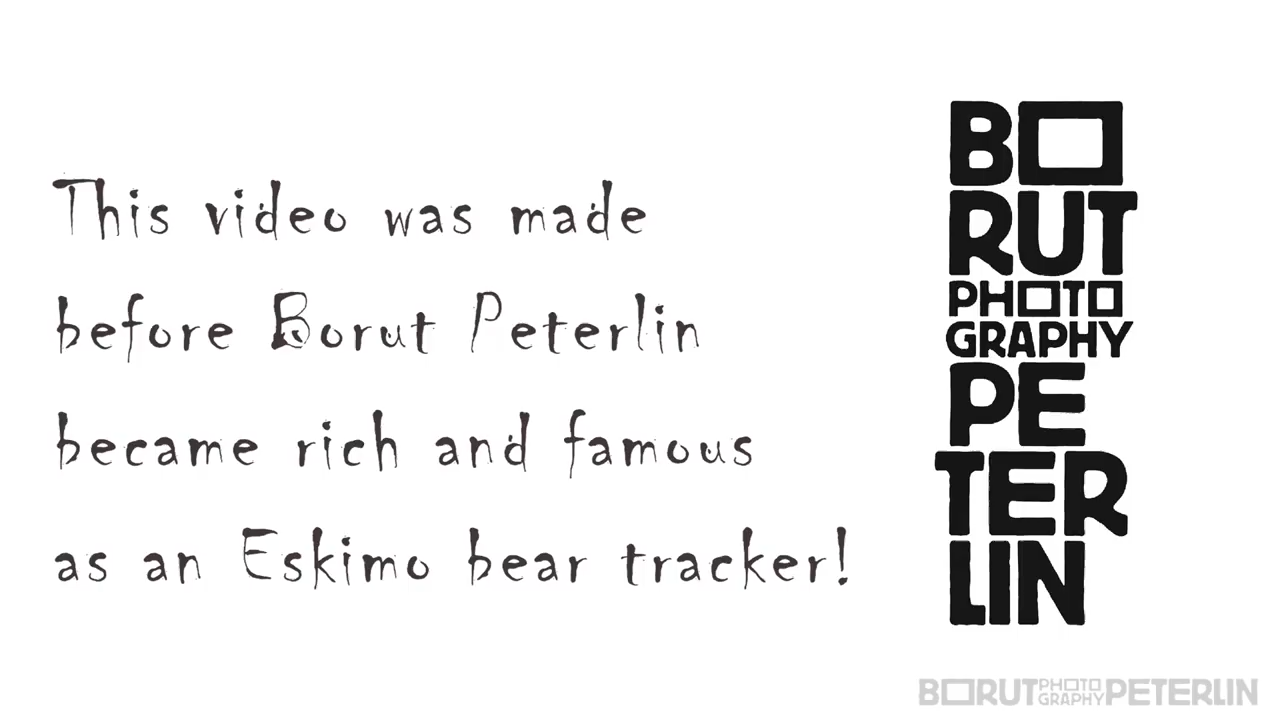 This video was made
before Borut Peterlin
became rich and famous
as an Eskimo bear tracker!
BO
RUT
PHOTO
GRAPHY
PE
TER
LIN
BORUT PHOTO GRAPHY PETERLIN